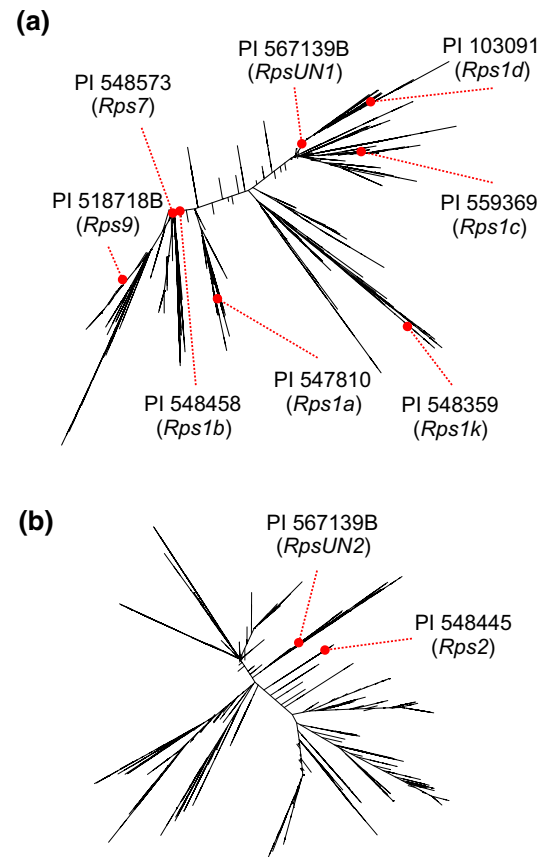 (a)
PI 567139B
(RpsUN1)
PI 103091
(Rps1d)
PI 548573
(Rps7)
PI 518718B
(Rps9)
PI 559369
(Rps1c)
PI 548458
(Rps1b)
PI 547810
(Rps1a)
PI 548359
(Rps1k)
(b)
PI 567139B
(RpsUN2)
PI 548445
(Rps2)